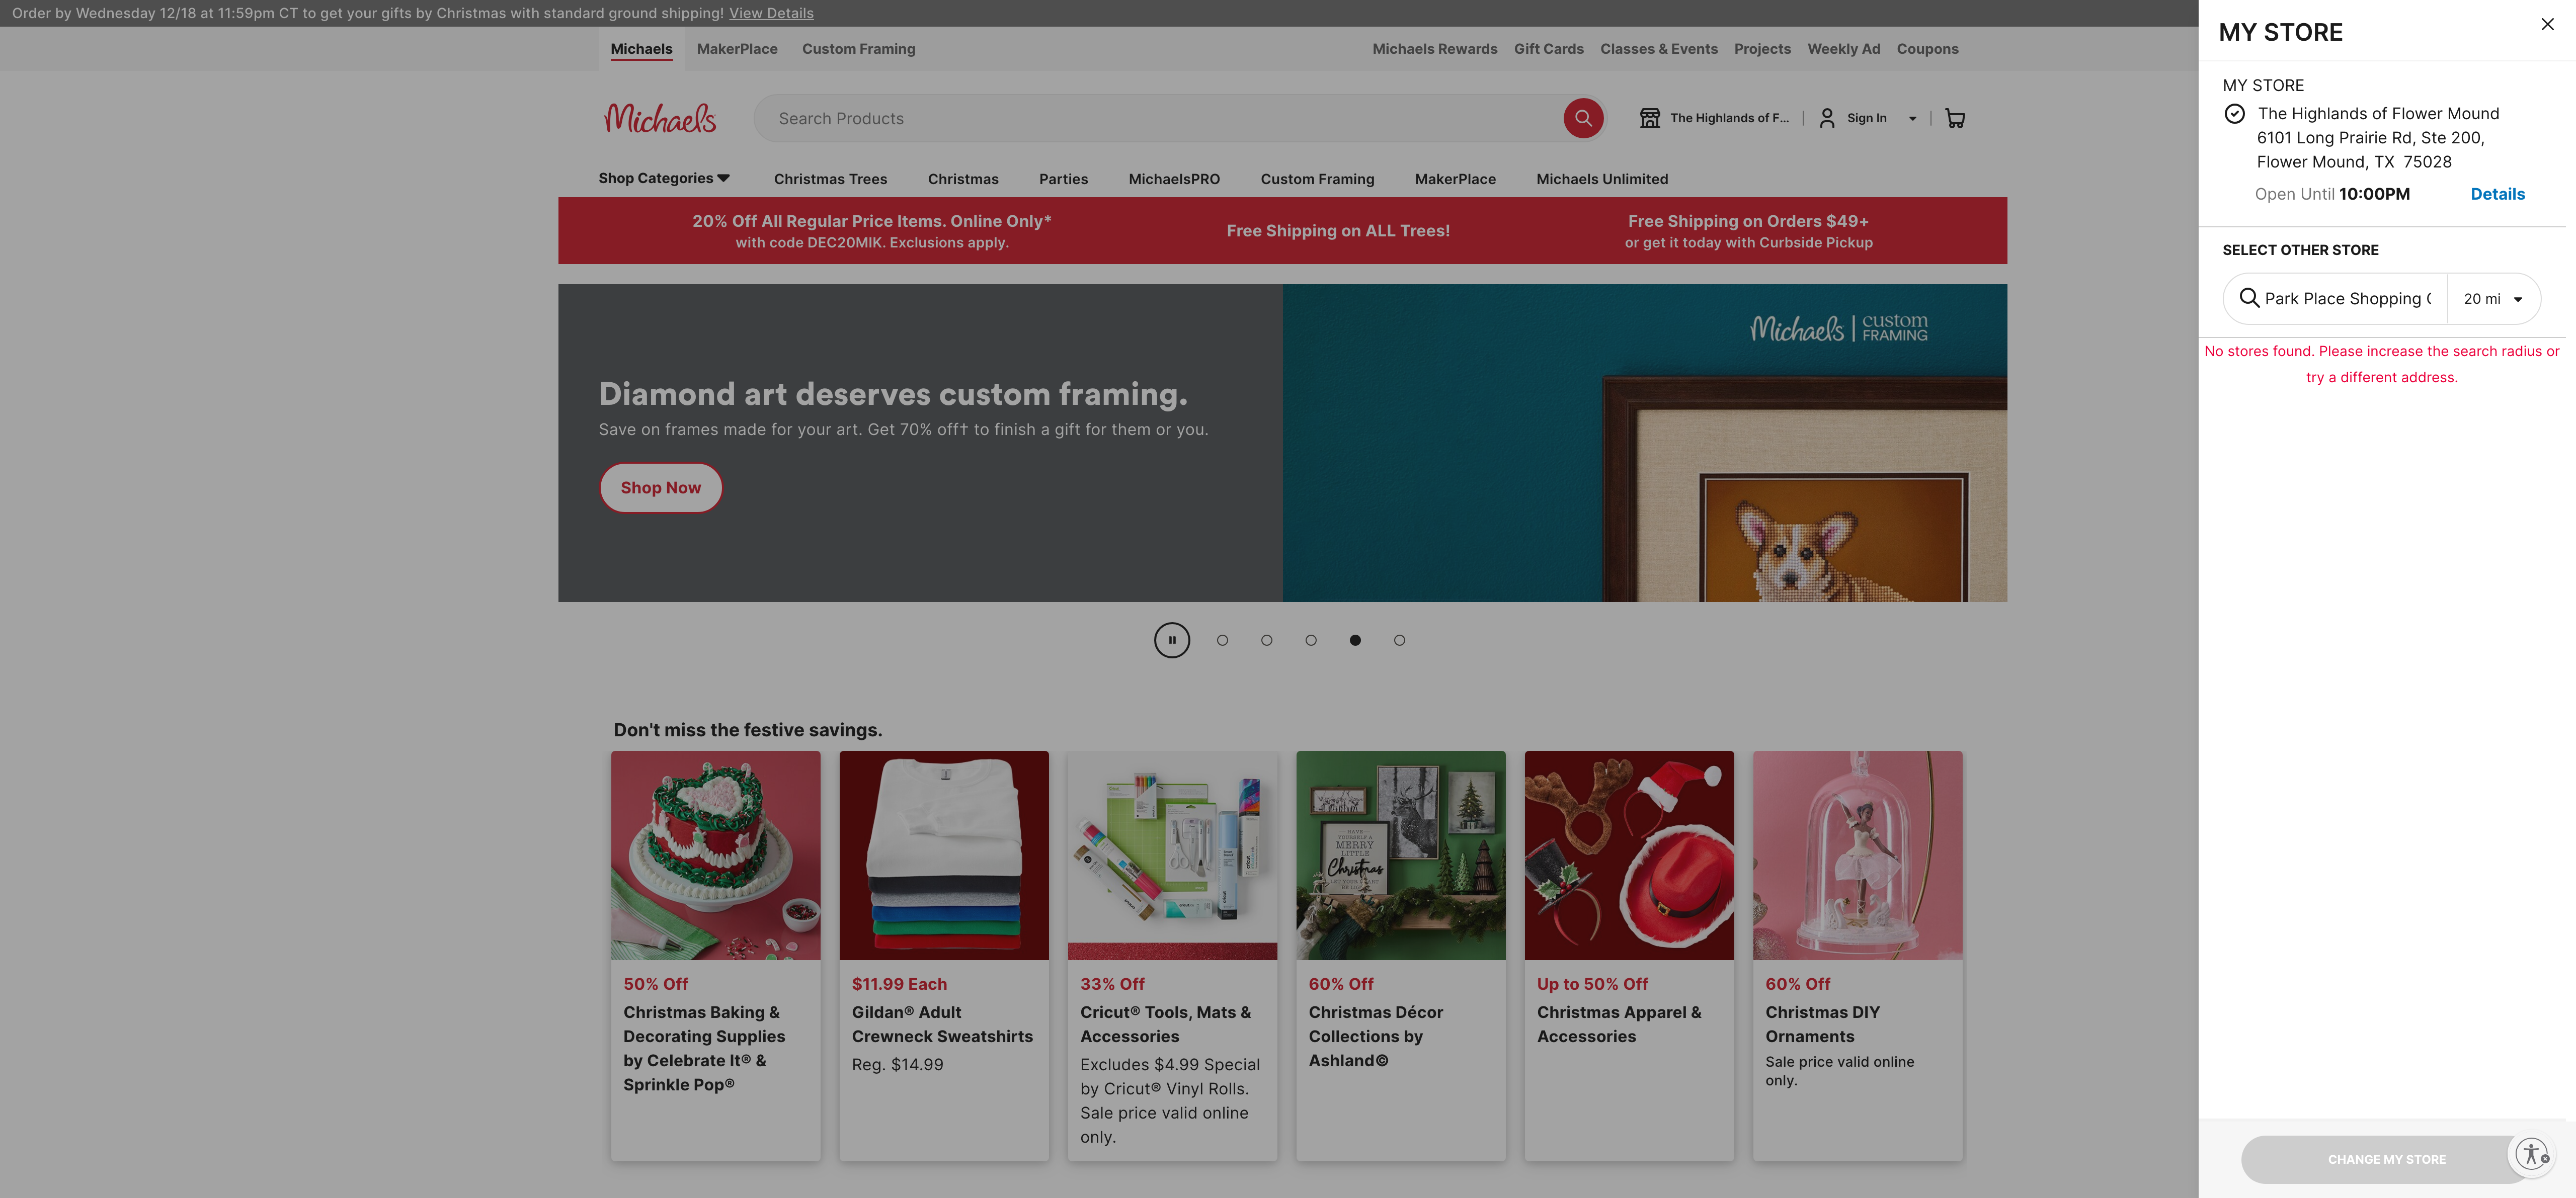 Order by Wednesday 12/18 at 11:59pm CT to get your gifts by Christmas with standard ground shipping! View Details
Michaels MakerPlace Custom Framing Michaels Rewards Gift Cards Classes & Events Projects Weekly Ad Coupons
Michaels Search Products The Highlands of F... Sign In
Shop Categories Christmas Trees Christmas Parties MichaelsPRO Custom Framing MakerPlace Michaels Unlimited
20% Off All Regular Price Items. Online Only*
with code DEC20MIK. Exclusions apply.
Free Shipping on ALL Trees!
Free Shipping on Orders $49+
or get it today with Curbside Pickup
Diamond art deserves custom framing.
Save on frames made for your art. Get 70% off† to finish a gift for them or you.
Shop Now
Michaels | custom
FRAMING
Don't miss the festive savings.
HAVE
YOURSELF A
MERRY
LITTLE
Christmas
50% Off
Christmas Baking &
Decorating Supplies
by Celebrate It® &
Sprinkle Pop®
$11.99 Each
Gildan® Adult
Crewneck Sweatshirts
Reg. $14.99
33% Off
Cricut® Tools, Mats &
Accessories
Excludes $4.99 Special
by Cricut® Vinyl Rolls.
Sale price valid online
only.
60% Off
Christmas Décor
Collections by
Ashland©
Up to 50% Off
Christmas Apparel &
Accessories
60% Off
Christmas DIY
Ornaments
Sale price valid online
only.
MY STORE
MY STORE
The Highlands of Flower Mound
6101 Long Prairie Rd, Ste 200,
Flower Mound, TX 75028
Open Until 10:00PM Details
SELECT OTHER STORE
Park Place Shopping 20 mi
No stores found. Please increase the search radius or
try a different address.
CHANGE MY STORE